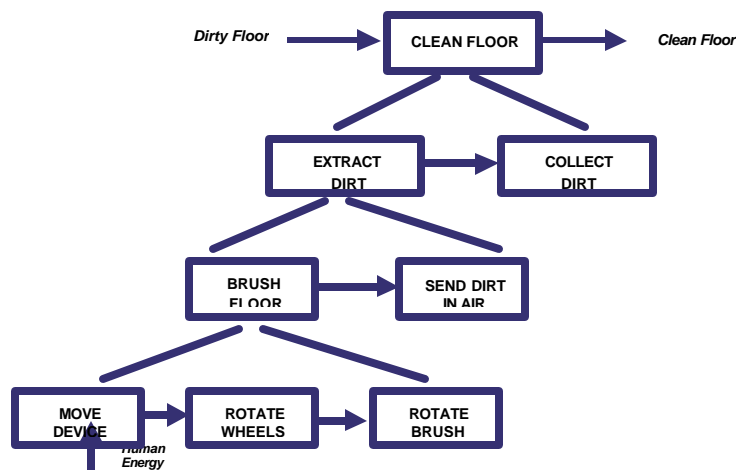 Dirty Floor
CLEAN FLOOR
Clean Floor
EXTRACT
DIRT
COLLECT
DIRT
BRUSH
FLOOR
SEND DIRT
IN AIR
MOVE
DEVICE
ROTATE
WHEELS
ROTATE
BRUSH
Human
Energy